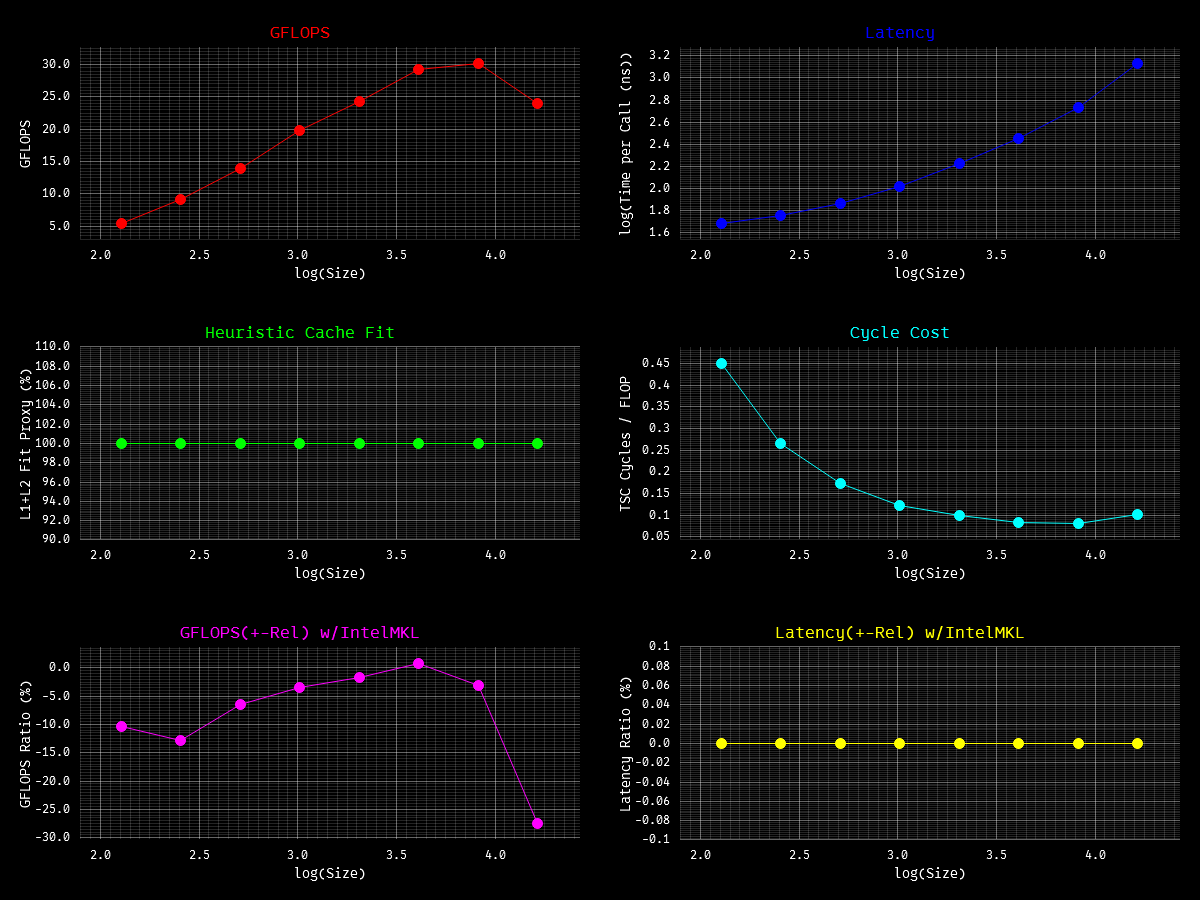 GFLOPS
30.0
25.0
20.0
15.0
10.0
5.0
GFLOPS
2.0 2.5 3.0 3.5 4.0
log(Size)
Latency
3.2
3.0
2.8
2.6
2.4
2.2
2.0
1.8
1.6
log(Time per Call (ns))
2.0 2.5 3.0 3.5 4.0
log(Size)
Heuristic Cache Fit
110.0
108.0
106.0
104.0
102.0
100.0
98.0
96.0
94.0
92.0
90.0
L1+L2 Fit Proxy (%)
2.0 2.5 3.0 3.5 4.0
log(Size)
Cycle Cost
0.45
0.4
0.35
0.3
0.25
0.2
0.15
0.1
0.05
TSC Cycles / FLOP
2.0 2.5 3.0 3.5 4.0
log(Size)
GFLOPS(+-Rel) w/IntelMKL
0.0
-5.0
-10.0
-15.0
-20.0
-25.0
-30.0
GFLOPS Ratio (%)
2.0 2.5 3.0 3.5 4.0
log(Size)
Latency(+-Rel) w/IntelMKL
0.1
0.08
0.06
0.04
0.02
0.0
-0.02
-0.04
-0.06
-0.08
-0.1
Latency Ratio (%)
2.0 2.5 3.0 3.5 4.0
log(Size)